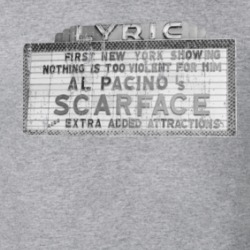 LYRIC
FIRST NEW YORK SHOWING
NOTHING IS TOO VIOLENT FOR HIM
AL PACINO's
SCARFACE
EXTRA ADDED ATTRACTIONS